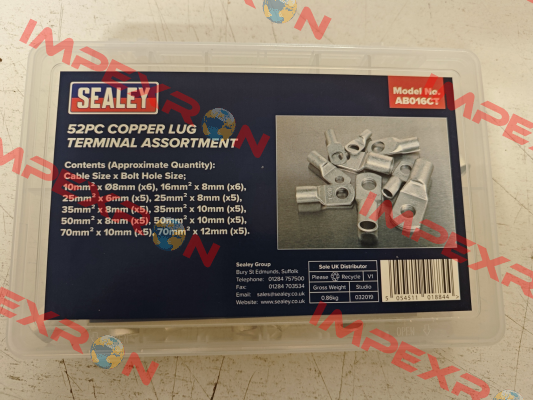 IMPEXRON
SEALEY
Model No.
AB016CT
52PC COPPER LUG
TERMINAL ASSORTMENT
Contents (Approximate Quantity):
Cable Size x Bolt Hole Size;
10mm² x Ø8mm (x6), 16mm² x 8mm (x6),
25mm² x 6mm (x5), 25mm² x 8mm (x5),
35mm² x 8mm (x5), 35mm² x 10mm (x5),
50mm² x 8mm (x5), 50mm² x 10mm (x5),
70mm² x 10mm (x5), 70mm² x 12mm (x5).
Sealey Group
Bury St Edmunds, Suffolk
Telephone: 01284 757500
Fax: 01284 703534
Email: sales@sealey.co.uk
Website: www.sealey.co.uk
Sole UK Distributor
Please Recycle V1
Gross Weight Studio
0.86kg 032019
5 054511 018844
IMPEXRON
IMPEXRON